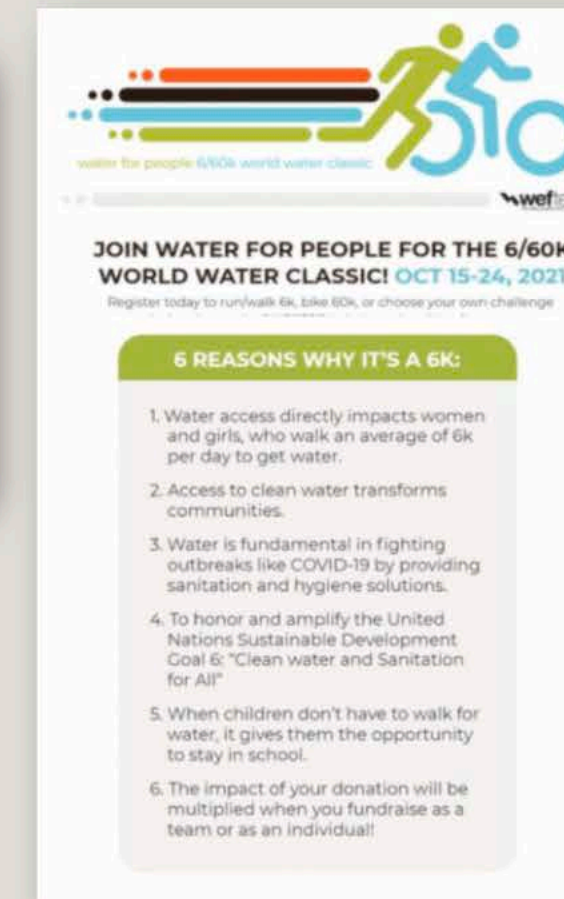 water for people 6/60k world water classic
wefte
JOIN WATER FOR PEOPLE FOR THE 6/60K
WORLD WATER CLASSIC! OCT 15-24, 2021
Register today to run/walk 6k, bike 60k, or choose your own challenge
6 REASONS WHY IT'S A 6K:
1. Water access directly impacts women
and girls, who walk an average of 6k
per day to get water.
2. Access to clean water transforms
communities.
3. Water is fundamental in fighting
outbreaks like COVID-19 by providing
sanitation and hygiene solutions.
4. To honor and amplify the United
Nations Sustainable Development
Goal 6: "Clean water and Sanitation
for All"
5. When children don't have to walk for
water, it gives them the opportunity
to stay in school.
6. The impact of your donation will be
multiplied when you fundraise as a
team or as an individual!